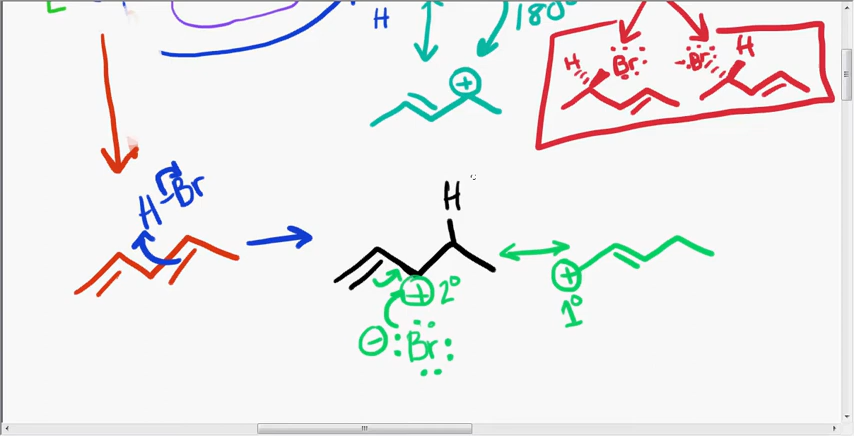 H
180°
H Br
Br H
+
H-Br
H
+
2°
+
1°
- :Br: